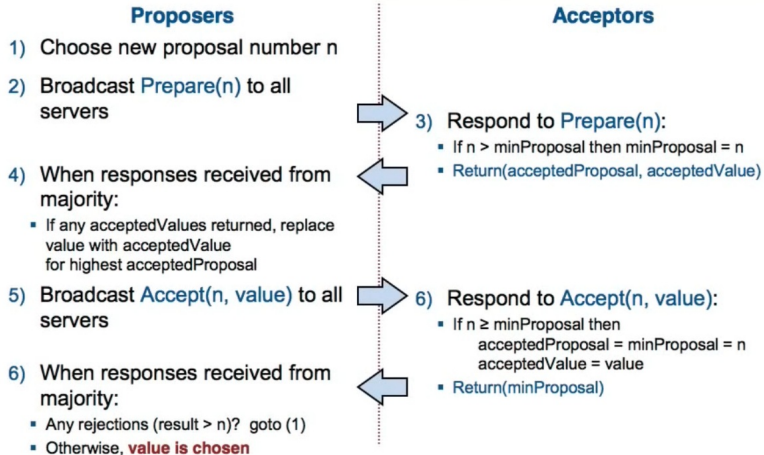 Proposers
1) Choose new proposal number n
2) Broadcast Prepare(n) to all
servers
4) When responses received from
majority:
▪ If any acceptedValues returned, replace
value with acceptedValue
for highest acceptedProposal
5) Broadcast Accept(n, value) to all
servers
6) When responses received from
majority:
▪ Any rejections (result > n)? goto (1)
▪ Otherwise, value is chosen
Acceptors
3) Respond to Prepare(n):
▪ If n > minProposal then minProposal = n
▪ Return(acceptedProposal, acceptedValue)
6) Respond to Accept(n, value):
▪ If n ≥ minProposal then
acceptedProposal = minProposal = n
acceptedValue = value
▪ Return(minProposal)